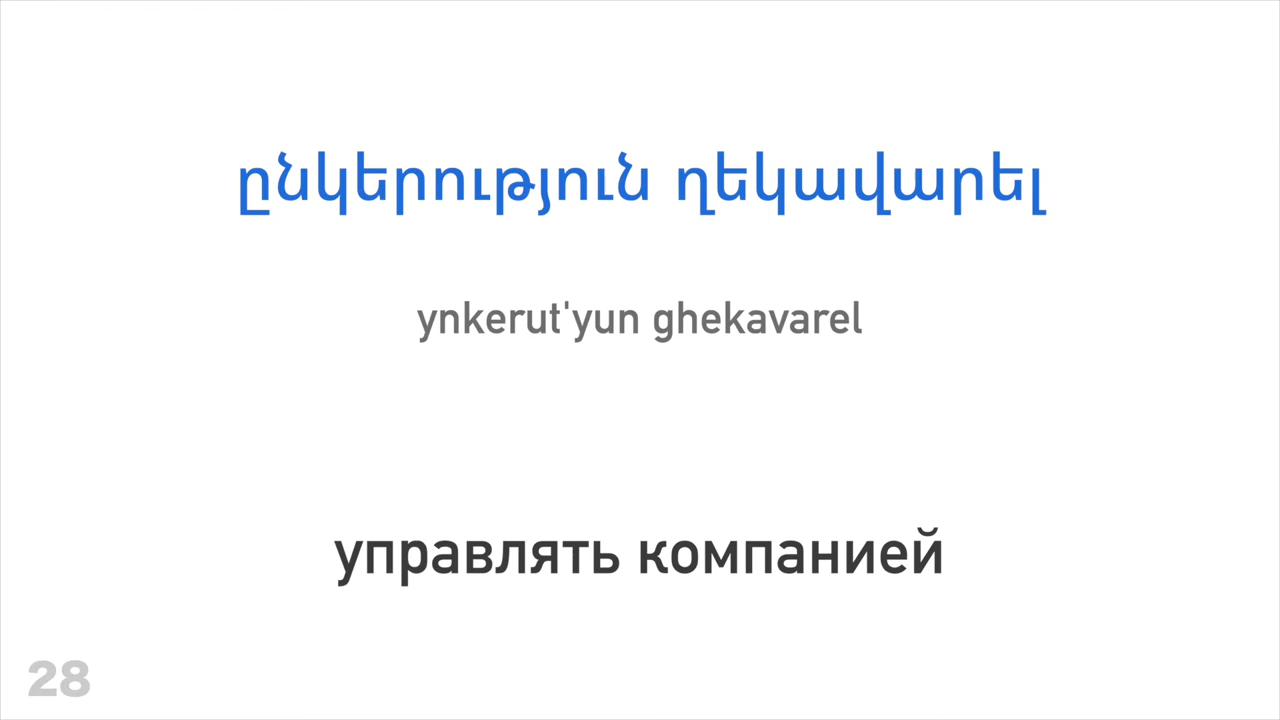 ընկերություն ղեկավարել
ynkerut'yun ghekavarel
управлять компанией
28